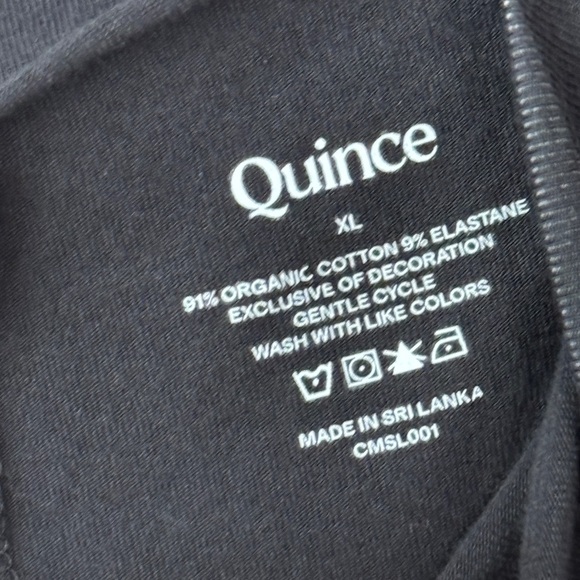 Quince
XL
91% ORGANIC COTTON 9% ELASTANE
EXCLUSIVE OF DECORATION
GENTLE CYCLE
WASH WITH LIKE COLORS
MADE IN SRI LANKA
CMSL001